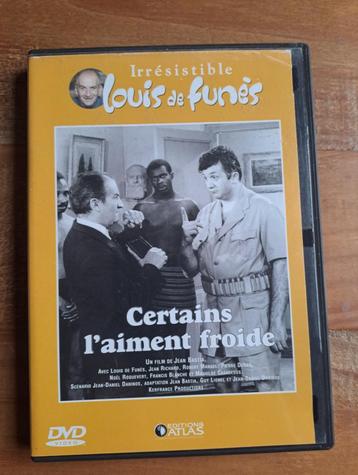 Irrésistible
Louis de Funès
Certains
l'aiment froide
UN FILM DE JEAN BASTIA
AVEC LOUIS DE FUNÈS, JEAN RICHARD, ROBERT MANUEL, PIERRE DUDAN,
NOËL ROQUEVERT, FRANCIS BLANCHE ET MATHILDE CASADESUS
SCÉNARIO JEAN-DANIEL DANINOS, ADAPTATION JEAN BASTIA, GUY LIONEL ET JEAN-DANIEL DANINOS
KERFRANCE PRODUCTIONS
DVD
VIDEO
EDITIONS
ATLAS